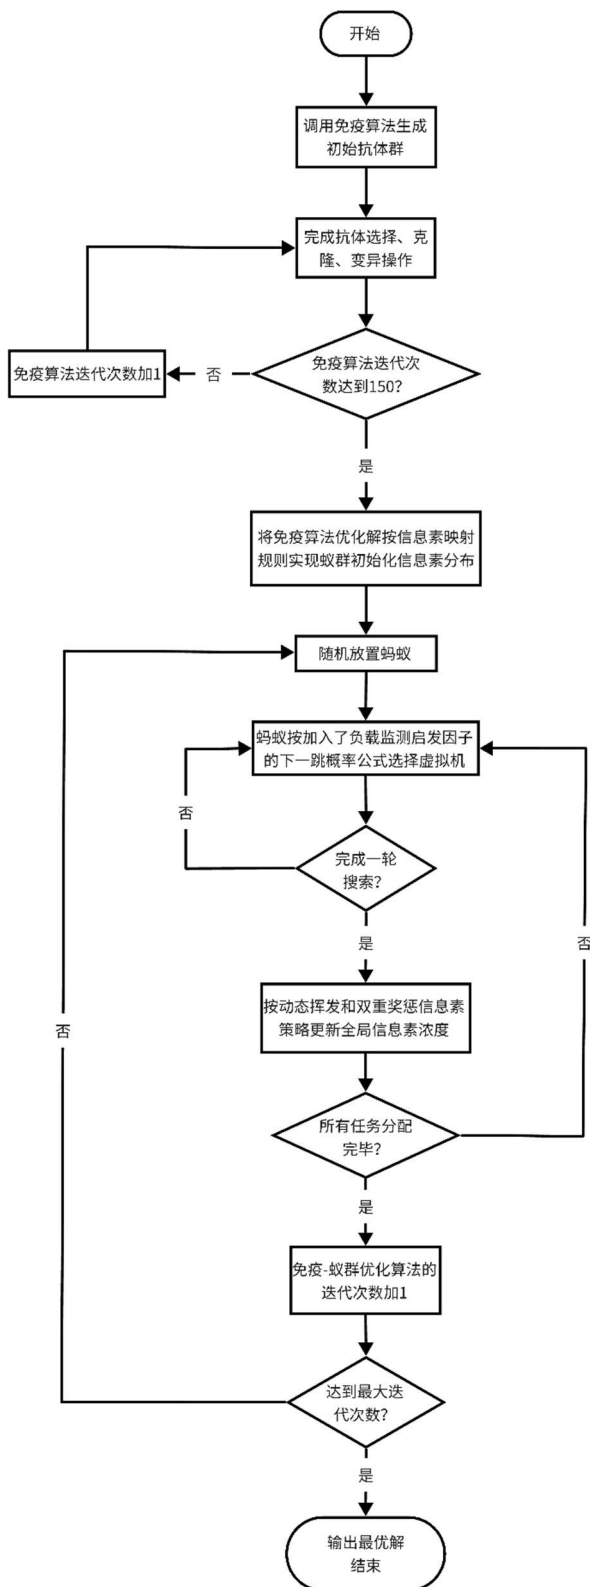 开始
调用免疫算法生成
初始抗体群
完成抗体选择、克
隆、变异操作
免疫算法迭代次
数达到150?
否
免疫算法迭代次数加1
是
将免疫算法优化解按信息素映射
规则实现蚁群初始化信息素分布
随机放置蚂蚁
蚂蚁按加入了负载监测启发因子
的下一跳概率公式选择虚拟机
否
完成一轮
搜索?
是
否
按动态挥发和双重奖惩信息素
策略更新全局信息素浓度
否
所有任务分配
完毕?
是
免疫-蚁群优化算法的
迭代次数加1
达到最大迭
代次数?
是
输出最优解
结束